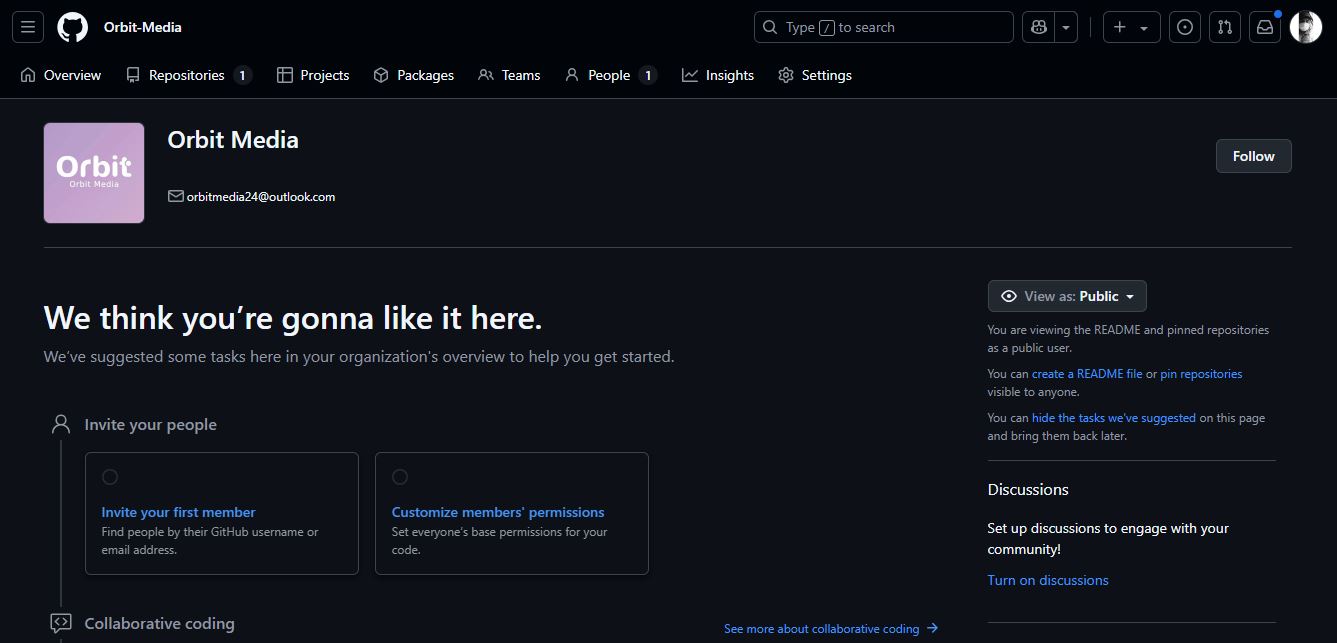 Orbit-Media
Type / to search
Overview
Repositories 1
Projects
Packages
Teams
People 1
Insights
Settings
Orbit
Orbit Media
Orbit Media
orbitmedia24@outlook.com
Follow
We think you’re gonna like it here.
We’ve suggested some tasks here in your organization's overview to help you get started.
Invite your people
Invite your first member
Find people by their GitHub username or
email address.
Customize members' permissions
Set everyone's base permissions for your
code.
Collaborative coding
See more about collaborative coding
View as: Public
You are viewing the README and pinned repositories
as a public user.
You can create a README file or pin repositories
visible to anyone.
You can hide the tasks we've suggested on this page
and bring them back later.
Discussions
Set up discussions to engage with your
community!
Turn on discussions